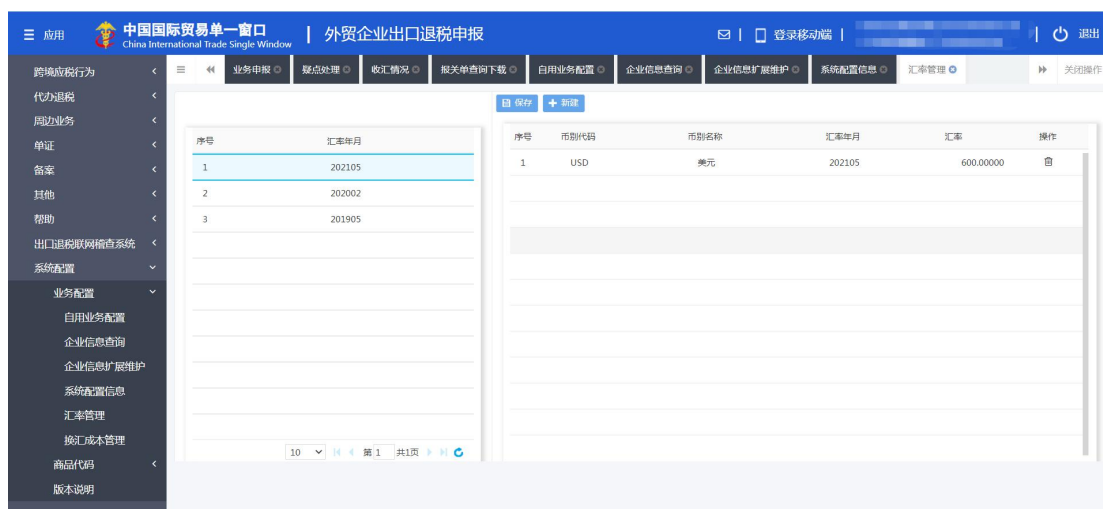 应用 中国国际贸易单一窗口 China International Trade Single Window | 外贸企业出口退税申报 | 登录移动端 | | 退出
跨境应税行为
代办退税
周边业务
单证
备案
其他
帮助
出口退税联网稽查系统
系统配置
业务配置
自用业务配置
企业信息查询
企业信息扩展维护
系统配置信息
汇率管理
换汇成本管理
商品代码
版本说明
业务申报 疑点处理 收汇情况 报关单查询下载 自用业务配置 企业信息查询 企业信息扩展维护 系统配置信息 汇率管理 关闭操作
序号 汇率年月
1 202105
2 202002
3 201905
10 第 1 共1页
保存 新建
序号 币别代码 币别名称 汇率年月 汇率 操作
1 USD 美元 202105 600.00000